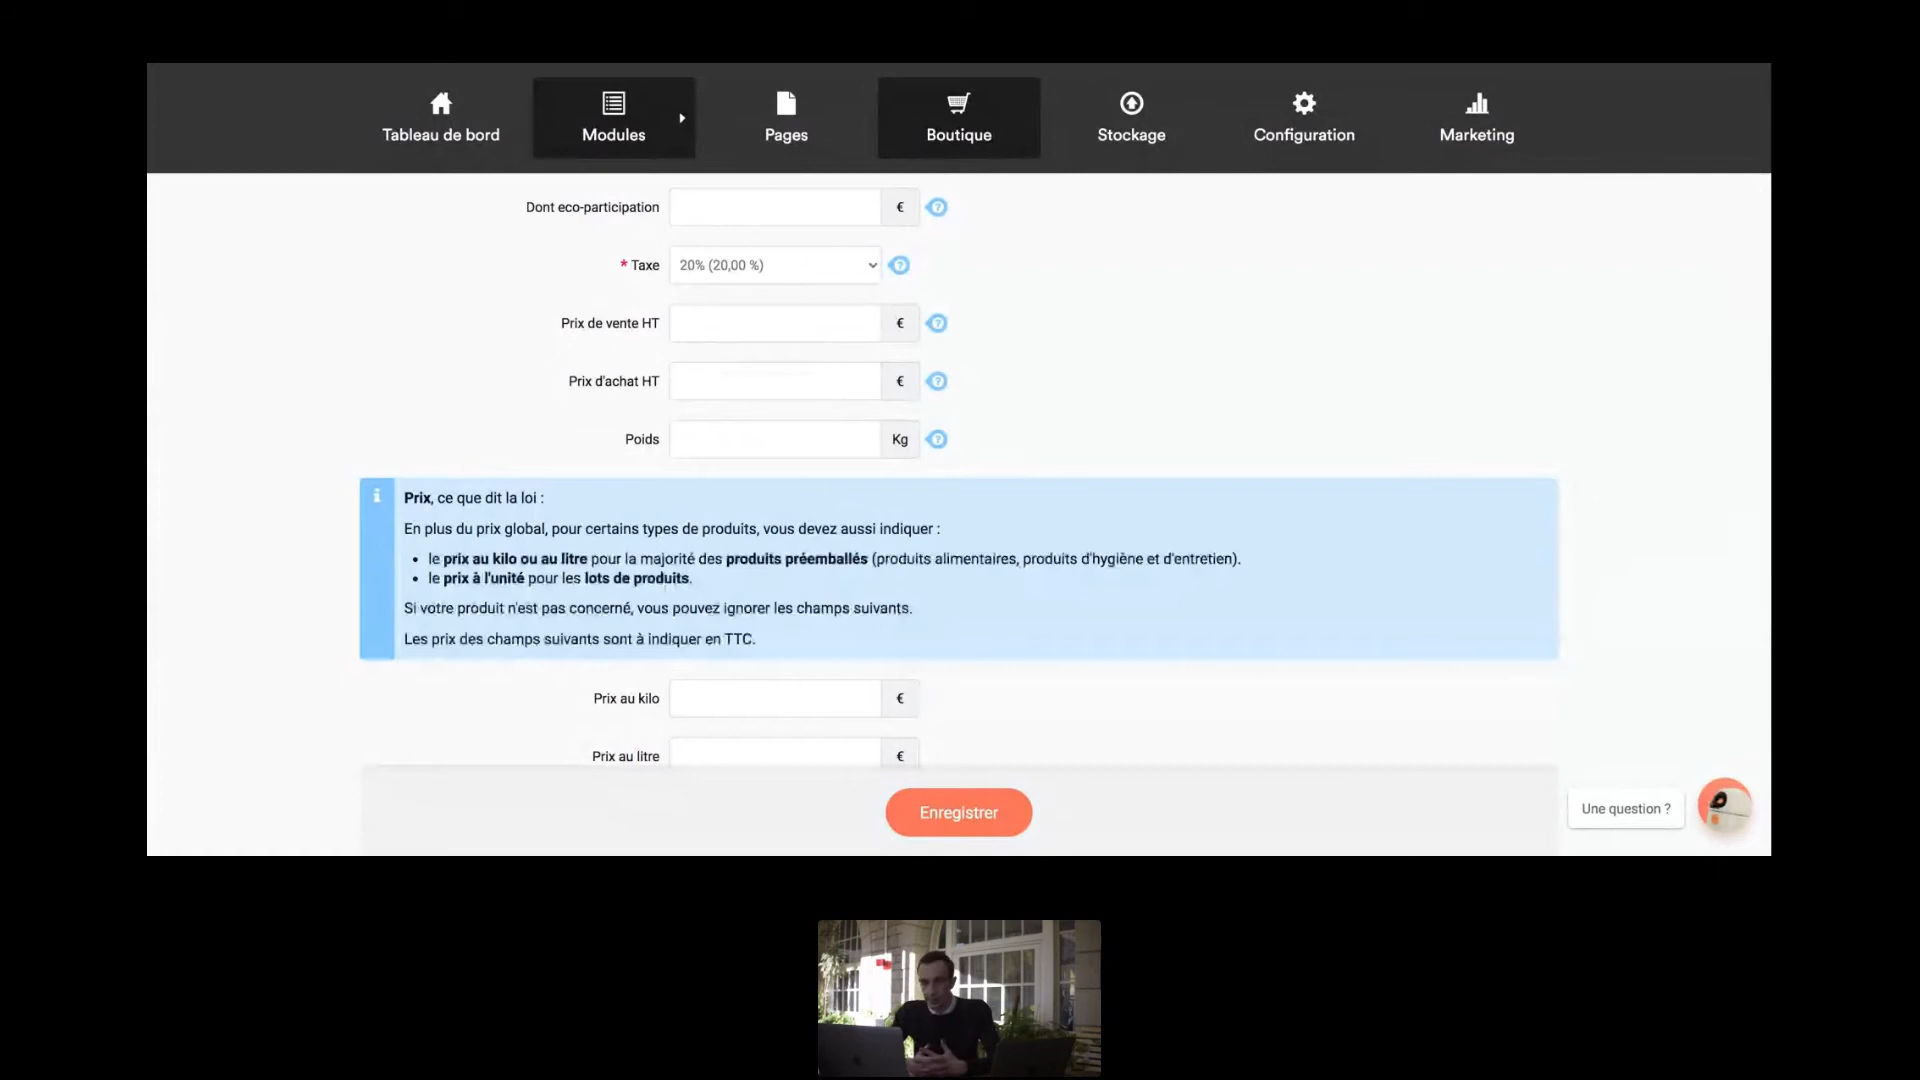 Tableau de bord
Modules
Pages
Boutique
Stockage
Configuration
Marketing
Dont eco-participation
€
* Taxe
20% (20,00 %)
Prix de vente HT
€
Prix d'achat HT
€
Poids
Kg
Prix, ce que dit la loi :
En plus du prix global, pour certains types de produits, vous devez aussi indiquer :
• le prix au kilo ou au litre pour la majorité des produits préemballés (produits alimentaires, produits d'hygiène et d'entretien).
• le prix à l'unité pour les lots de produits.
Si votre produit n'est pas concerné, vous pouvez ignorer les champs suivants.
Les prix des champs suivants sont à indiquer en TTC.
Prix au kilo
€
Prix au litre
€
Enregistrer
Une question ?